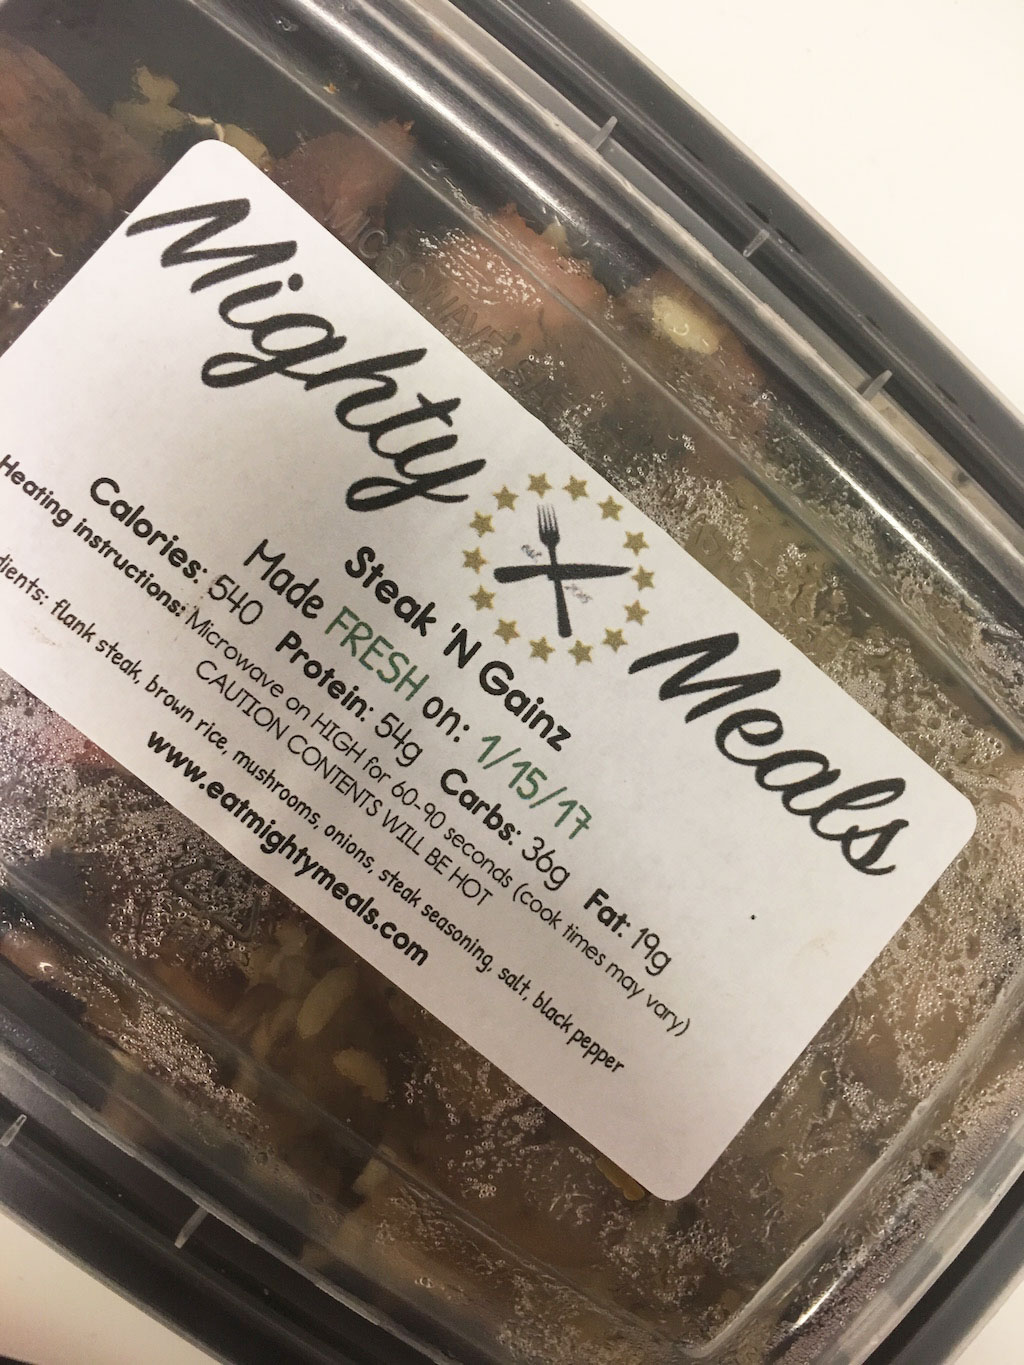 Mighty Meals
Steak 'N Gainz
Made FRESH on: 1/15/17
Calories: 540 Protein: 54g Carbs: 36g Fat: 19g
Heating instructions: Microwave on HIGH for 60-90 seconds (cook times may vary)
CAUTION CONTENTS WILL BE HOT
dients: flank steak, brown rice, mushrooms, onions, steak seasoning, salt, black pepper
www.eatmightymeals.com
MICROWAVE